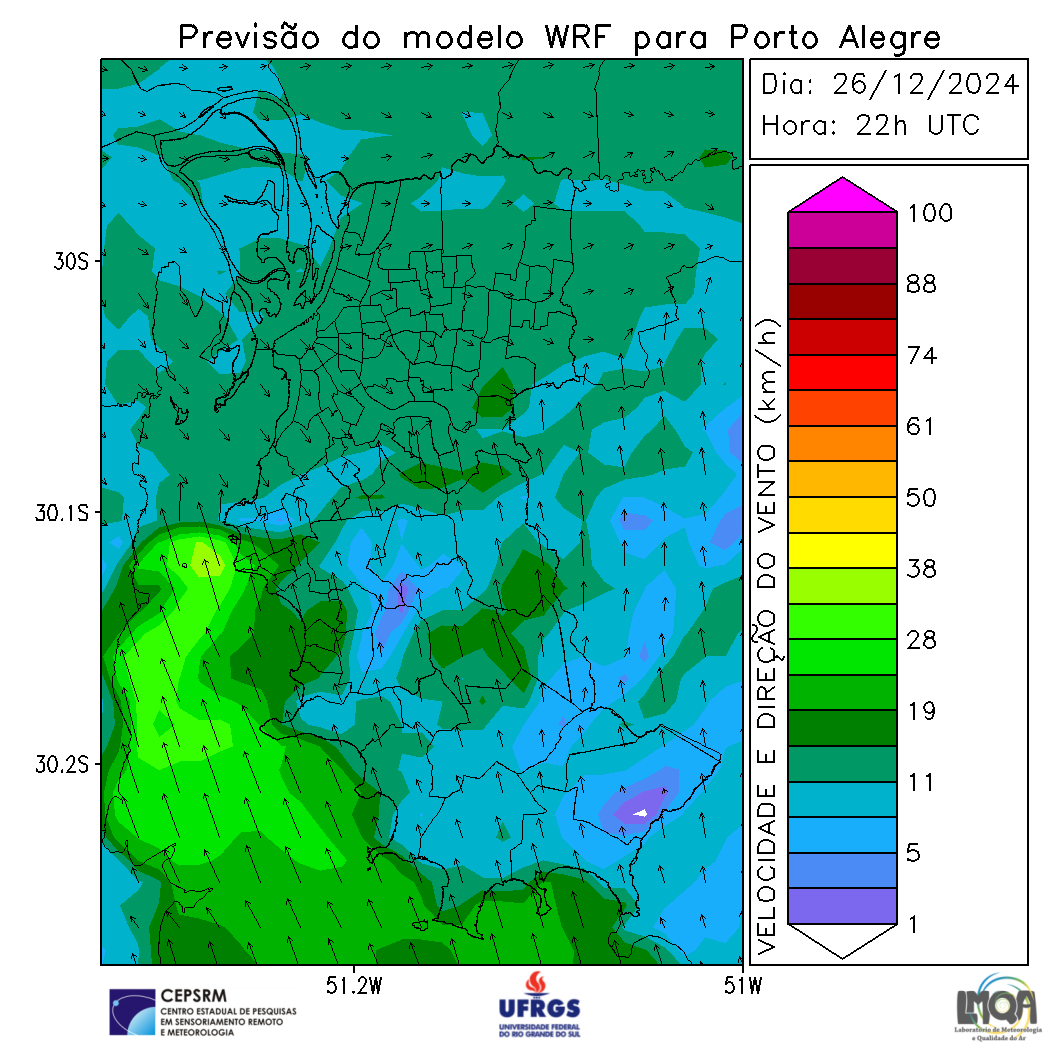 Previsão do modelo WRF para Porto Alegre
Dia: 26/12/2024
Hora: 22h UTC
30S
30.1S
30.2S
51.2W
51W
VELOCIDADE E DIREÇÃO DO VENTO (km/h)
100
88
74
61
50
38
28
19
11
5
1
CEPSRM
CENTRO ESTADUAL DE PESQUISAS
EM SENSORIAMENTO REMOTO
E METEOROLOGIA
UFRGS
UNIVERSIDADE FEDERAL
DO RIO GRANDE DO SUL
LMQA
Laboratório de Meteorologia
e Qualidade do Ar